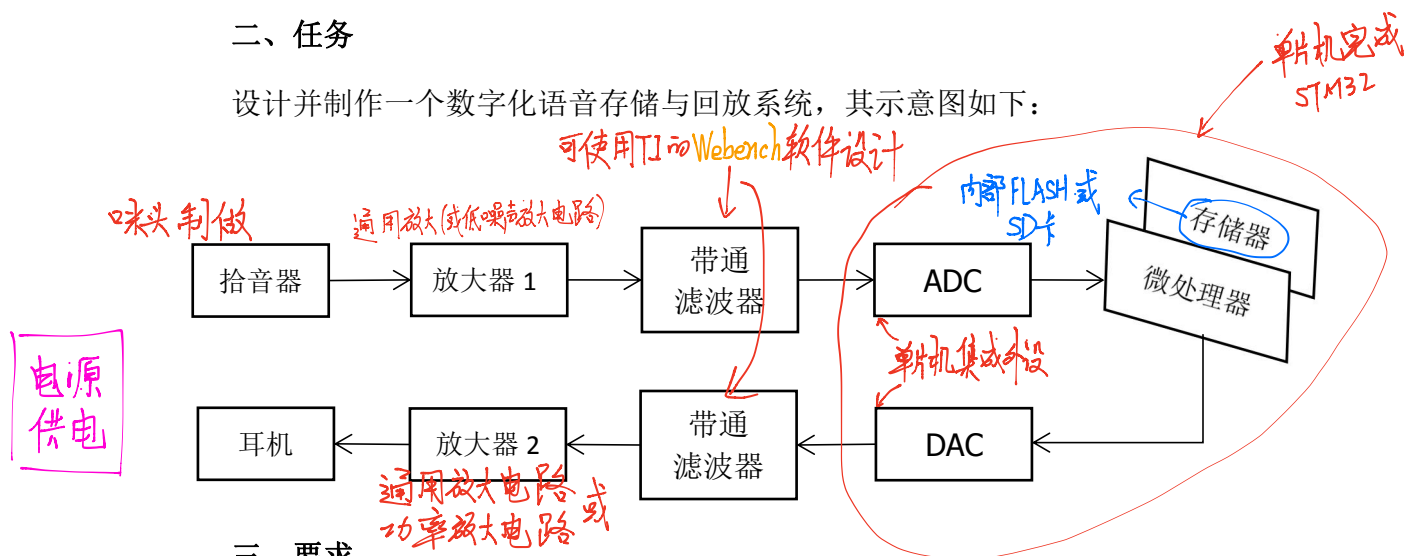 二、任务
单片机完成
STM32
设计并制作一个数字化语音存储与回放系统，其示意图如下：
可使用TI的Webench软件设计
咪头制做
通用放大(或低噪声放大电路)
内部FLASH或
SD卡
存储器
拾音器
放大器 1
带通
滤波器
ADC
微处理器
单片机集成外设
电源
供电
耳机
放大器 2
带通
滤波器
DAC
通用放大电路或
功率放大电路
三、要求